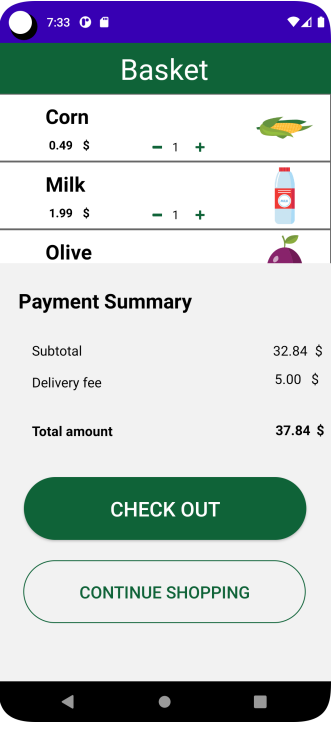 7:33
Basket
Corn
0.49 $
− 1 +
Milk
1.99 $
− 1 +
Olive
Payment Summary
Subtotal 32.84 $
Delivery fee 5.00 $
Total amount 37.84 $
CHECK OUT
CONTINUE SHOPPING